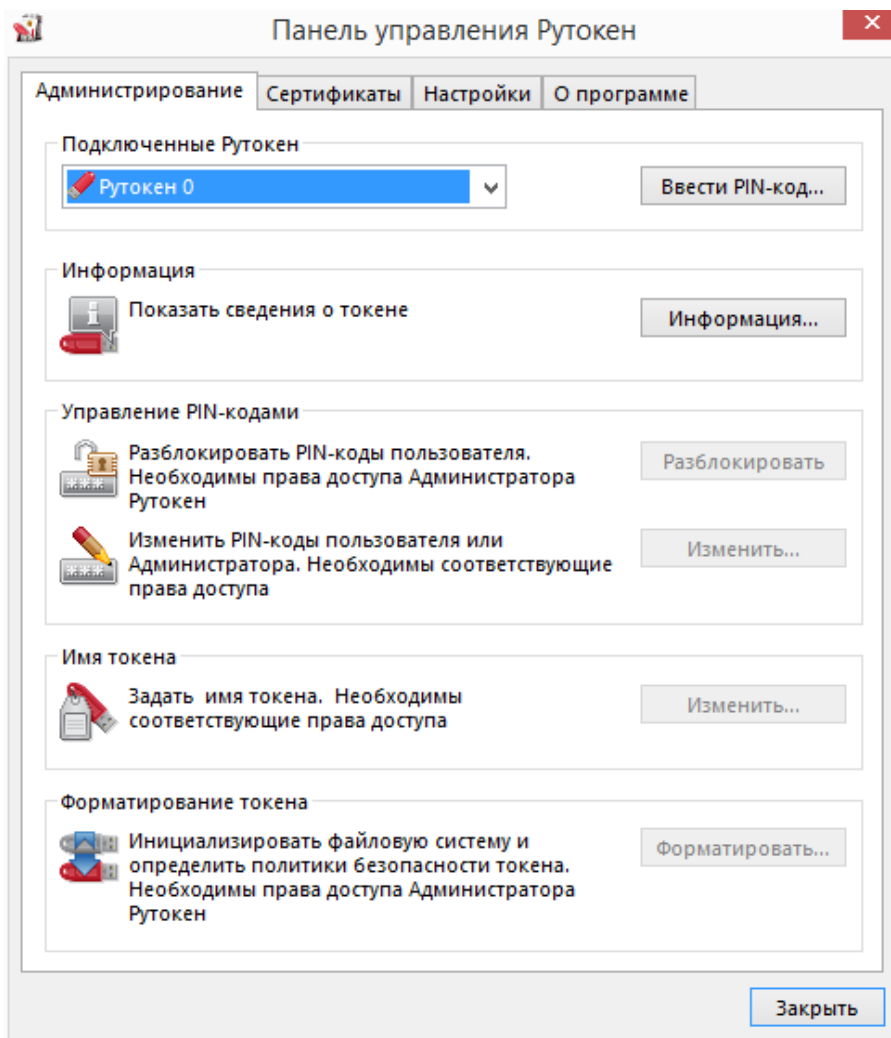 Панель управления Рутокен
Администрирование
Сертификаты
Настройки
О программе
Подключенные Рутокен
Рутокен 0
Ввести PIN-код...
Информация
Показать сведения о токене
Информация...
Управление PIN-кодами
Разблокировать PIN-коды пользователя.
Необходимы права доступа Администратора
Рутокен
Разблокировать
Изменить PIN-коды пользователя или
Администратора. Необходимы соответствующие
права доступа
Изменить...
Имя токена
Задать имя токена. Необходимы
соответствующие права доступа
Изменить...
Форматирование токена
Инициализировать файловую систему и
определить политики безопасности токена.
Необходимы права доступа Администратора
Рутокен
Форматировать...
Закрыть